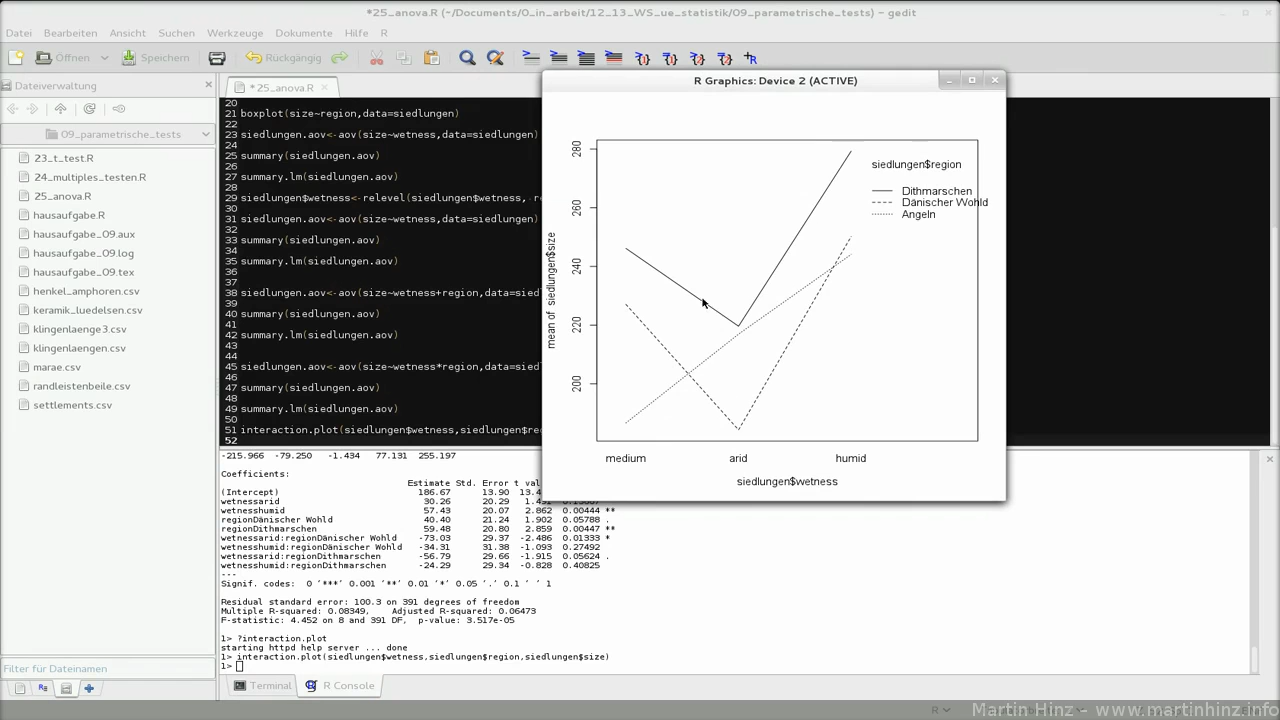 *25_anova.R (~/Documents/0_in_arbeit/12_13_WS_ue_statistik/09_parametrische_tests) – gedit
Datei Bearbeiten Ansicht Suchen Werkzeuge Dokumente Hilfe R
Öffnen Speichern Rückgängig
Dateiverwaltung
* 25_anova.R
09_parametrische_tests
23_t_test.R
24_multiples_testen.R
25_anova.R
hausaufgabe.R
hausaufgabe_09.aux
hausaufgabe_09.log
hausaufgabe_09.tex
henkel_amphoren.csv
keramik_luedelsen.csv
klingenlaenge3.csv
klingenlaengen.csv
marae.csv
randleistenbeile.csv
settlements.csv
Filter für Dateinamen
20
21 boxplot(size~region,data=siedlungen)
22
23 siedlungen.aov<-aov(size~wetness,data=siedlungen)
24
25 summary(siedlungen.aov)
26
27 summary.lm(siedlungen.aov)
28
29 siedlungen$wetness<-relevel(siedlungen$wetness, r
30
31 siedlungen.aov<-aov(size~wetness,data=siedlungen)
32
33 summary(siedlungen.aov)
34
35 summary.lm(siedlungen.aov)
36
37
38 siedlungen.aov<-aov(size~wetness+region,data=sied
39
40 summary(siedlungen.aov)
41
42 summary.lm(siedlungen.aov)
43
44
45 siedlungen.aov<-aov(size~wetness*region,data=sied
46
47 summary(siedlungen.aov)
48
49 summary.lm(siedlungen.aov)
50
51 interaction.plot(siedlungen$wetness,siedlungen$re
52
R Graphics: Device 2 (ACTIVE)
280
260
240
220
200
mean of siedlungen$size
siedlungen$region
Dithmarschen
Dänischer Wohld
Angeln
medium arid humid
siedlungen$wetness
-215.966 -79.250 -1.434 77.131 255.197
Coefficients:
Estimate Std. Error t val
(Intercept) 186.67 13.90 13.4
wetnessarid 30.26 20.29
wetnesshumid 57.43 20.07 2.862 0.00444 **
regionDänischer Wohld 40.40 21.24 1.902 0.05788 .
regionDithmarschen 59.48 20.80 2.859 0.00447 **
wetnessarid:regionDänischer Wohld -73.03 29.37 -2.486 0.01333 *
wetnesshumid:regionDänischer Wohld -34.31 31.38 -1.093 0.27492
wetnessarid:regionDithmarschen -56.79 29.66 -1.915 0.05624 .
wetnesshumid:regionDithmarschen -24.29 29.34 -0.828 0.40825
---
Signif. codes: 0 ‘***’ 0.001 ‘**’ 0.01 ‘*’ 0.05 ‘.’ 0.1 ‘ ’ 1
Residual standard error: 100.3 on 391 degrees of freedom
Multiple R-squared: 0.08349, Adjusted R-squared: 0.06473
F-statistic: 4.452 on 8 and 391 DF, p-value: 3.517e-05
1> ?interaction.plot
starting httpd help server ... done
1> interaction.plot(siedlungen$wetness,siedlungen$region,siedlungen$size)
1>
Terminal R Console
R
Martin Hinz - www.martinhinz.info